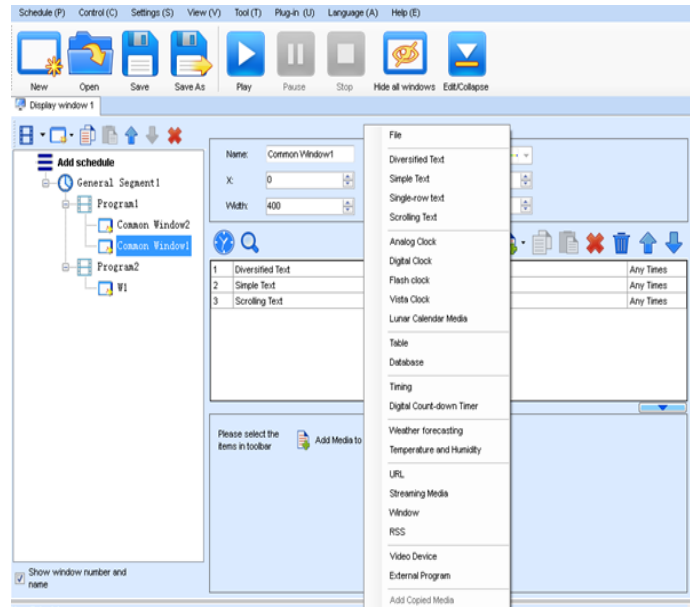 Schedule (P) Control (C) Settings (S) View (V) Tool (T) Plug-in (U) Language (A) Help (E)
New Open Save Save As Play Pause Stop Hide all windows Edit/Collapse
Display window 1
Add schedule
General Segment1
Program1
Common Window2
Common Window1
Program2
W1
Show window number and
name
Name: Common Window1
X: 0
Width: 400
1 Diversified Text Any Times
2 Simple Text Any Times
3 Scrolling Text Any Times
Please select the
items in toolbar
Add Media to
File
Diversified Text
Simple Text
Single-row text
Scrolling Text
Analog Clock
Digital Clock
Flash clock
Vista Clock
Lunar Calendar Media
Table
Database
Timing
Digital Count-down Timer
Weather forecasting
Temperature and Humidity
URL
Streaming Media
Window
RSS
Video Device
External Program
Add Copied Media